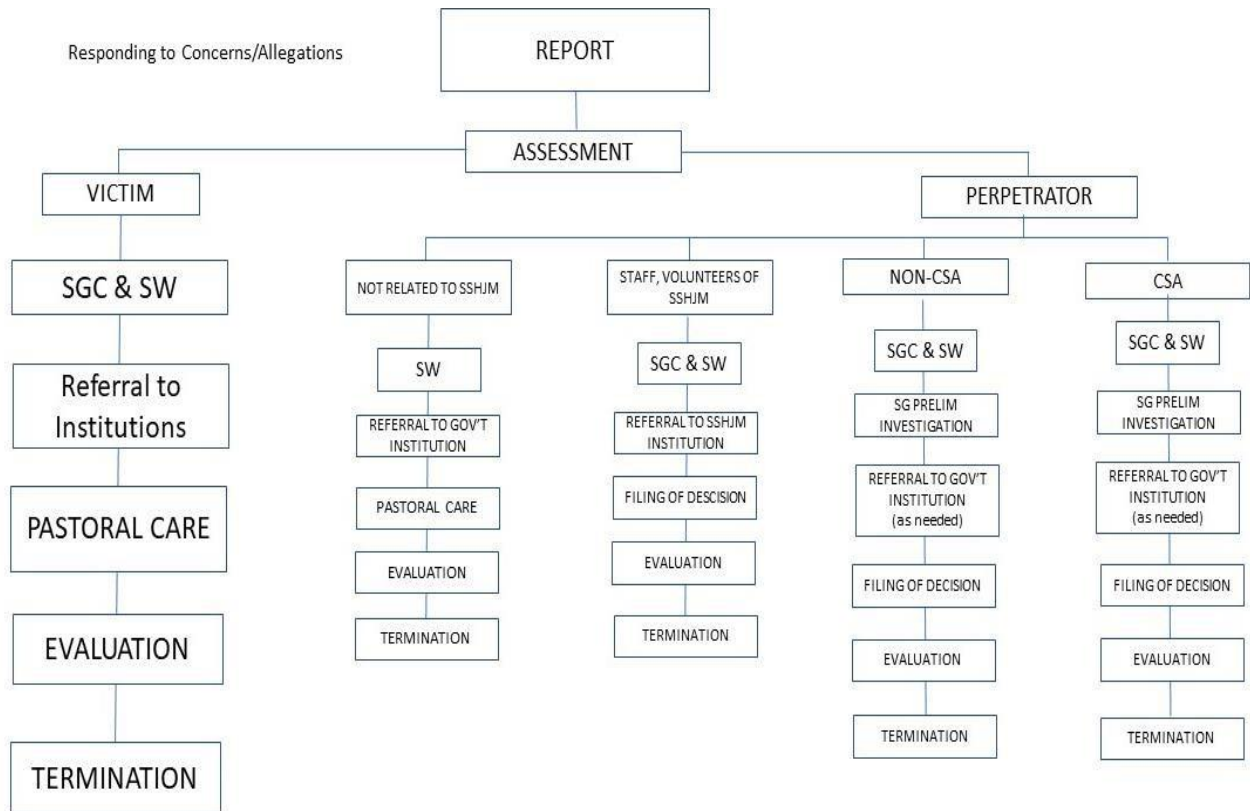 Responding to Concerns/Allegations
REPORT
ASSESSMENT
VICTIM
SGC & SW
Referral to
Institutions
PASTORAL CARE
EVALUATION
TERMINATION
PERPETRATOR
NOT RELATED TO SSHJM
SW
REFERRAL TO GOV'T
INSTITUTION
PASTORAL CARE
EVALUATION
TERMINATION
STAFF, VOLUNTEERS OF
SSHJM
SGC & SW
REFERRAL TO SSHJM
INSTITUTION
FILING OF DESCISION
EVALUATION
TERMINATION
NON-CSA
SGC & SW
SG PRELIM
INVESTIGATION
REFERRAL TO GOV'T
INSTITUTION
(as needed)
FILING OF DECISION
EVALUATION
TERMINATION
CSA
SGC & SW
SG PRELIM
INVESTIGATION
REFERRAL TO GOV'T
INSTITUTION
(as needed)
FILING OF DECISION
EVALUATION
TERMINATION